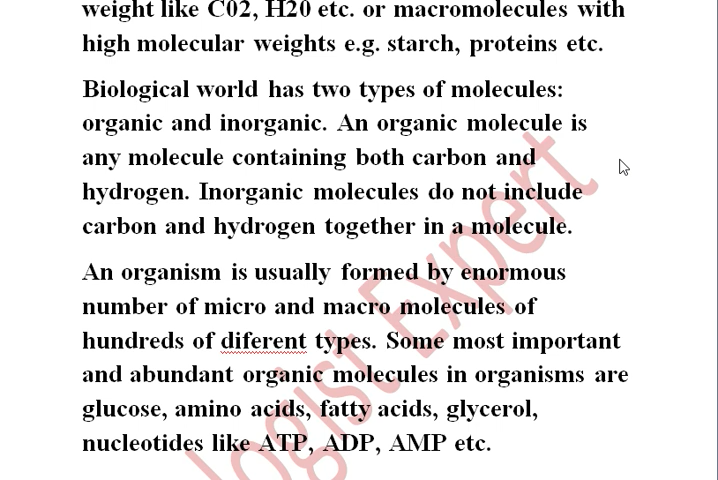 weight like C02, H20 etc. or macromolecules with
high molecular weights e.g. starch, proteins etc.
Biological world has two types of molecules:
organic and inorganic. An organic molecule is
any molecule containing both carbon and
hydrogen. Inorganic molecules do not include
carbon and hydrogen together in a molecule.
An organism is usually formed by enormous
number of micro and macro molecules of
hundreds of diferent types. Some most important
and abundant organic molecules in organisms are
glucose, amino acids, fatty acids, glycerol,
nucleotides like ATP, ADP, AMP etc.
logist Expert